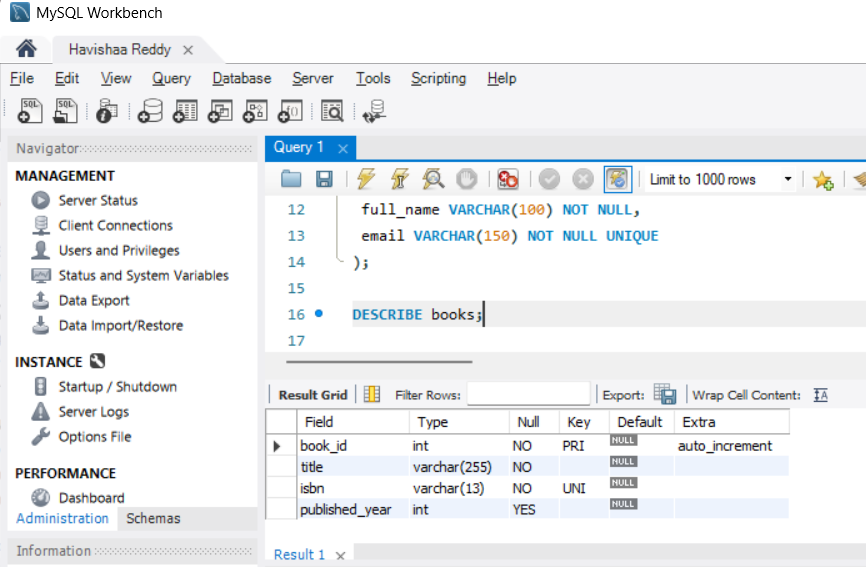 MySQL Workbench
Havishaa Reddy
File Edit View Query Database Server Tools Scripting Help
SQL SQL
Navigator
MANAGEMENT
Server Status
Client Connections
Users and Privileges
Status and System Variables
Data Export
Data Import/Restore
INSTANCE
Startup / Shutdown
Server Logs
Options File
PERFORMANCE
Dashboard
Administration Schemas
Information
Query 1
Limit to 1000 rows
12 full_name VARCHAR(100) NOT NULL,
13 email VARCHAR(150) NOT NULL UNIQUE
14 );
15
16 DESCRIBE books;
17
Result Grid Filter Rows: Export: Wrap Cell Content: IA
Field Type Null Key Default Extra
book_id int NO PRI NULL auto_increment
title varchar(255) NO NULL
isbn varchar(13) NO UNI NULL
published_year int YES NULL
Result 1